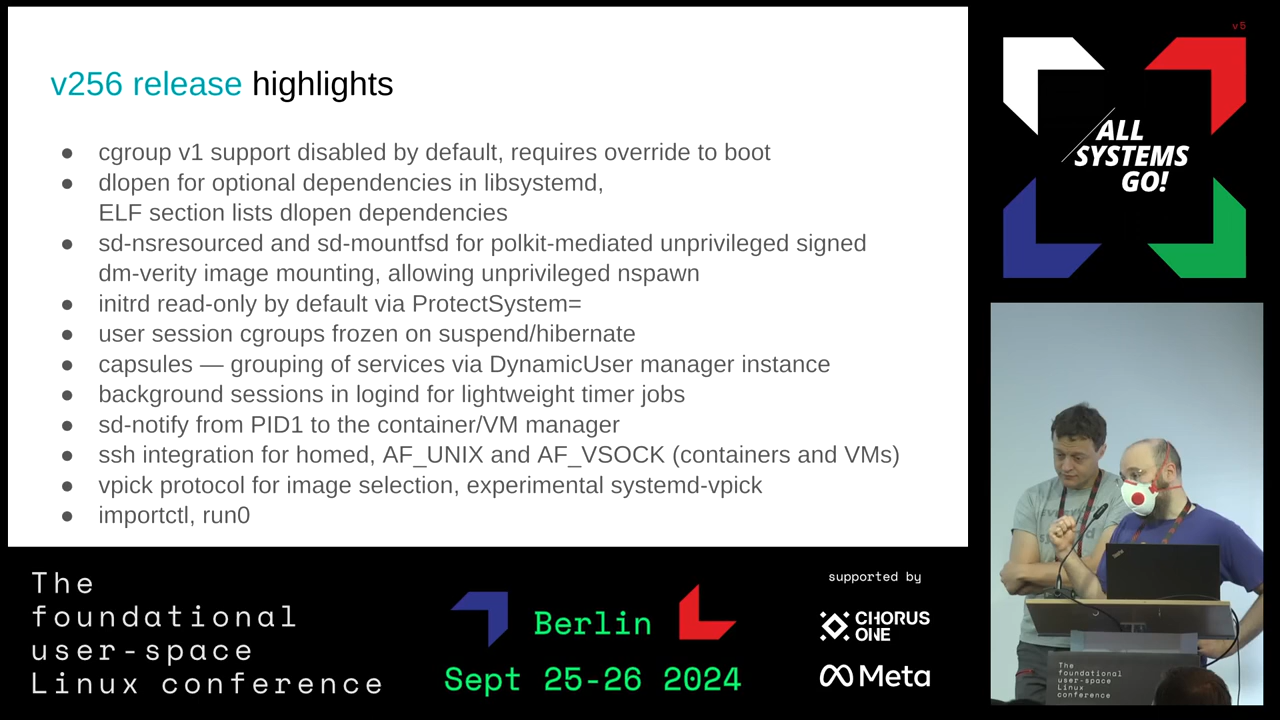 v256 release highlights
● cgroup v1 support disabled by default, requires override to boot
● dlopen for optional dependencies in libsystemd,
ELF section lists dlopen dependencies
● sd-nsresourced and sd-mountfsd for polkit-mediated unprivileged signed
dm-verity image mounting, allowing unprivileged nspawn
● initrd read-only by default via ProtectSystem=
● user session cgroups frozen on suspend/hibernate
● capsules — grouping of services via DynamicUser manager instance
● background sessions in logind for lightweight timer jobs
● sd-notify from PID1 to the container/VM manager
● ssh integration for homed, AF_UNIX and AF_VSOCK (containers and VMs)
● vpick protocol for image selection, experimental systemd-vpick
● importctl, run0
v5
ALL
SYSTEMS
GO!
The
foundational
user-space
Linux conference
Berlin
Sept 25-26 2024
supported by
CHORUS
ONE
Meta
The
foundational
user-space
Linux
conference